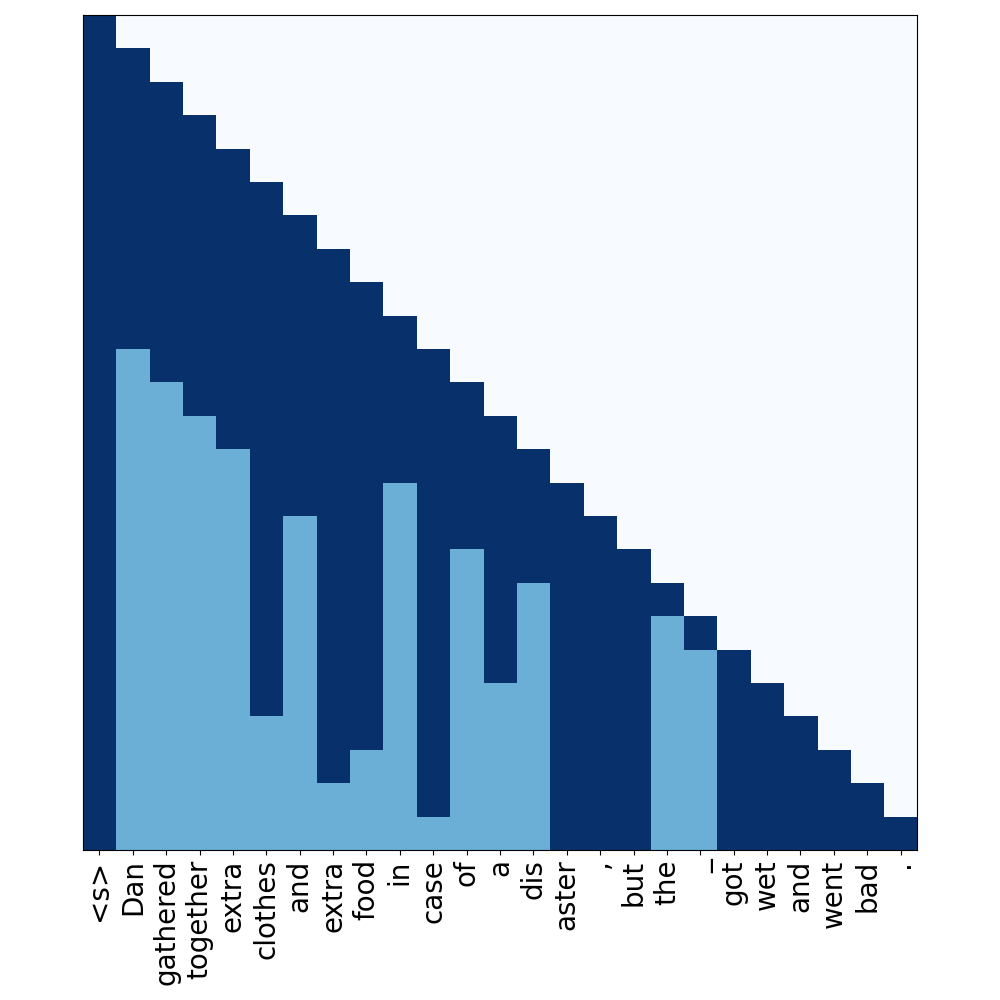 <s>
Dan
gathered
together
extra
clothes
and
extra
food
in
case
of
a
dis
aster
,
but
the
_
got
wet
and
went
bad
.